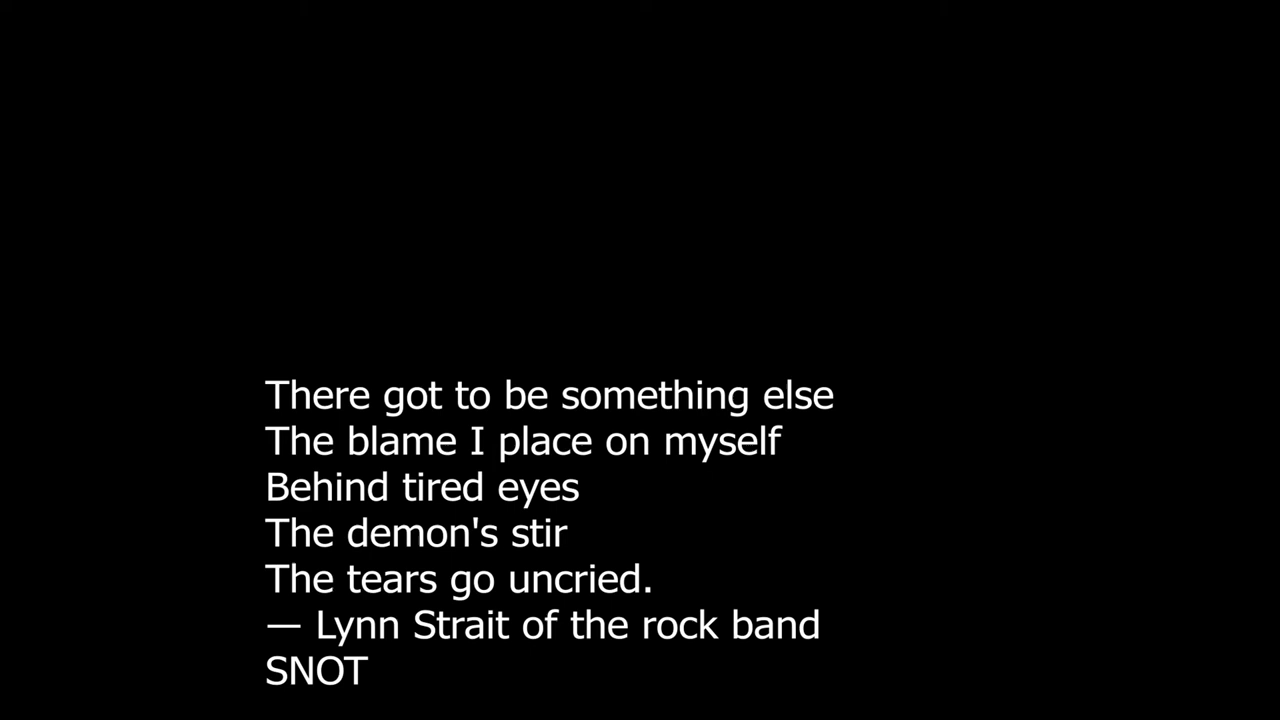 There got to be something else
The blame I place on myself
Behind tired eyes
The demon's stir
The tears go uncried.
— Lynn Strait of the rock band
SNOT